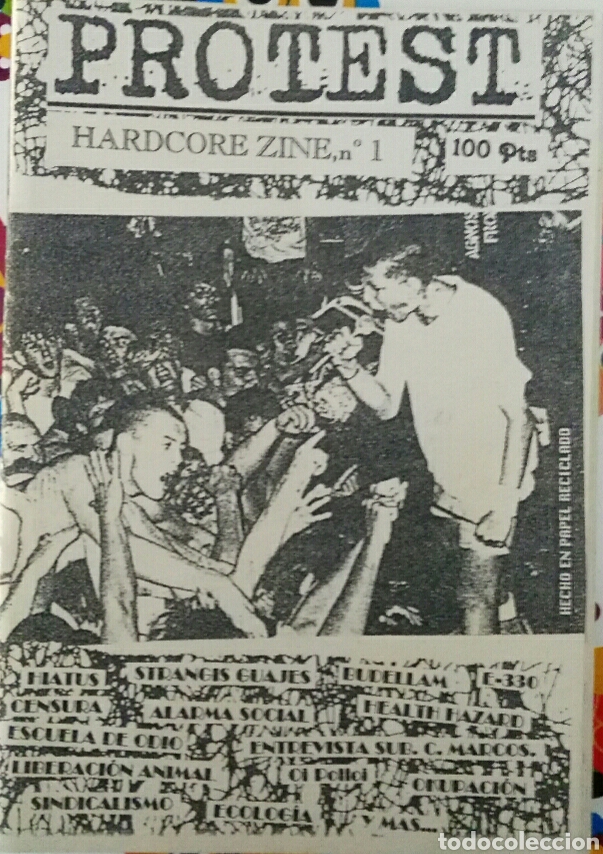 PROTEST
HARDCORE ZINE, nº 1
100 Pts
AGNOS
FRO
HECHO EN PAPEL RECICLADO
HIATUS
STRANGIS GUAJES
BUDELLAM
E-330
CENSURA
ALARMA SOCIAL
HEALTH HAZARD
ESCUELA DE ODIO
ENTREVISTA SUB. C. MARCOS.
LIBERACIÓN ANIMAL
Oi Polloi
OKUPACIÓN
SINDICALISMO
ECOLOGÍA
Y MAS...
todocoleccion